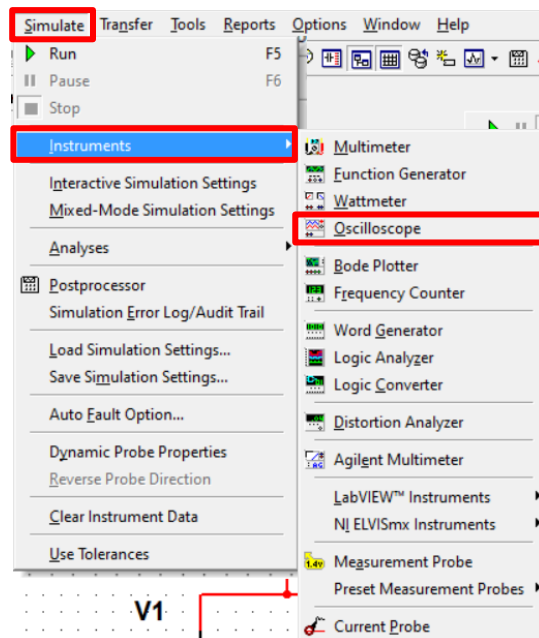 Simulate Transfer Tools Reports Options Window Help
Run F5
Pause F6
Stop
Instruments
Interactive Simulation Settings
Mixed-Mode Simulation Settings
Analyses
Postprocessor
Simulation Error Log/Audit Trail
Load Simulation Settings...
Save Simulation Settings...
Auto Fault Option...
Dynamic Probe Properties
Reverse Probe Direction
Clear Instrument Data
Use Tolerances
Multimeter
Function Generator
Wattmeter
Oscilloscope
Bode Plotter
Frequency Counter
Word Generator
Logic Analyzer
Logic Converter
Distortion Analyzer
Agilent Multimeter
LabVIEW™ Instruments
NI ELVISmx Instruments
1.4v Measurement Probe
Preset Measurement Probes
Current Probe
V1